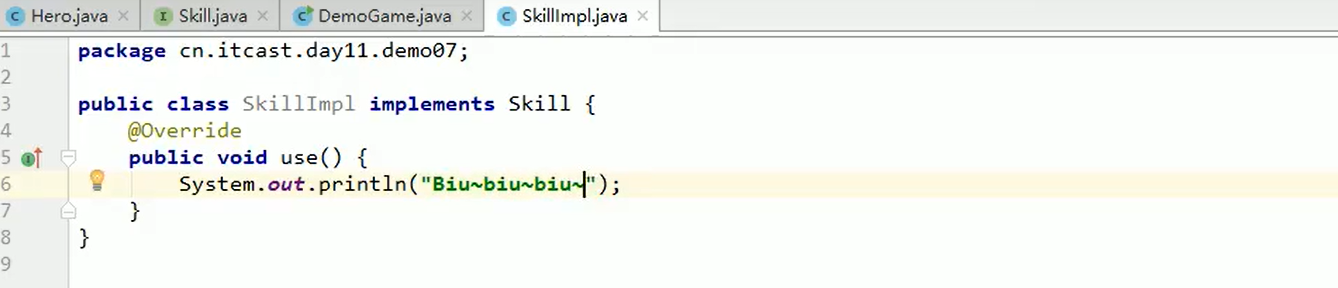 Hero.java Skill.java DemoGame.java SkillImpl.java
1 package cn.itcast.day11.demo07;
2
3 public class SkillImpl implements Skill {
4 @Override
5 public void use() {
6 System.out.println("Biu~biu~biu~");
7 }
8 }
9